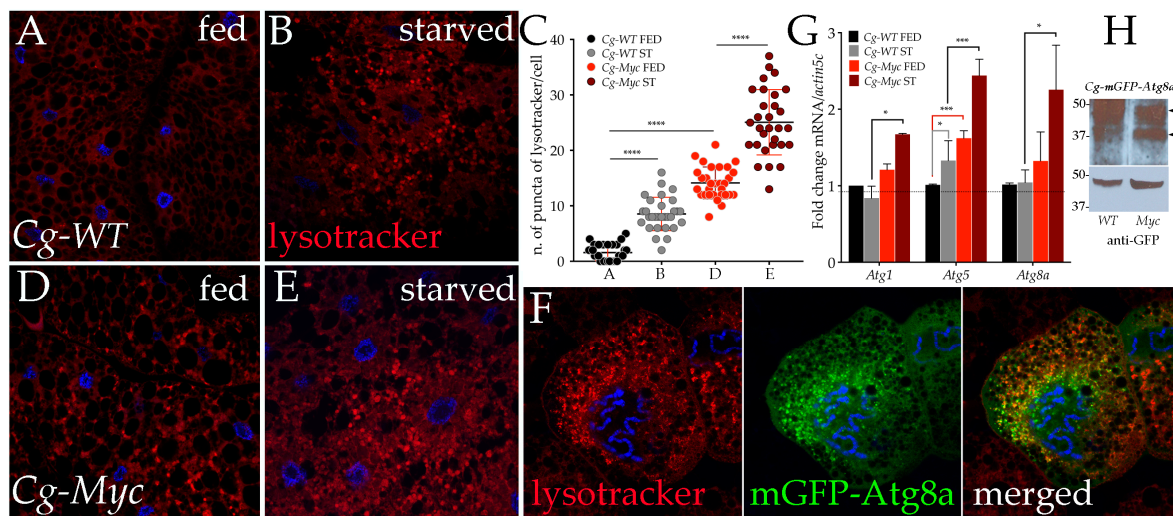 A
fed
Cg-WT
B
starved
lysotracker
C
n. of puncta of lysotracker/cell
40
30
20
10
0
Cg-WT FED
Cg-WT ST
Cg-Myc FED
Cg-Myc ST
****
****
****
A
B
D
E
G
Fold change mRNA/actin5c
3
2
1
0
Cg-WT FED
Cg-WT ST
Cg-Myc FED
Cg-Myc ST
*
***
***
*
*
Atg1
Atg5
Atg8a
H
Cg-mGFP-Atg8a
50
37
50
37
WT
Myc
anti-GFP
D
fed
Cg-Myc
E
starved
F
lysotracker
mGFP-Atg8a
merged